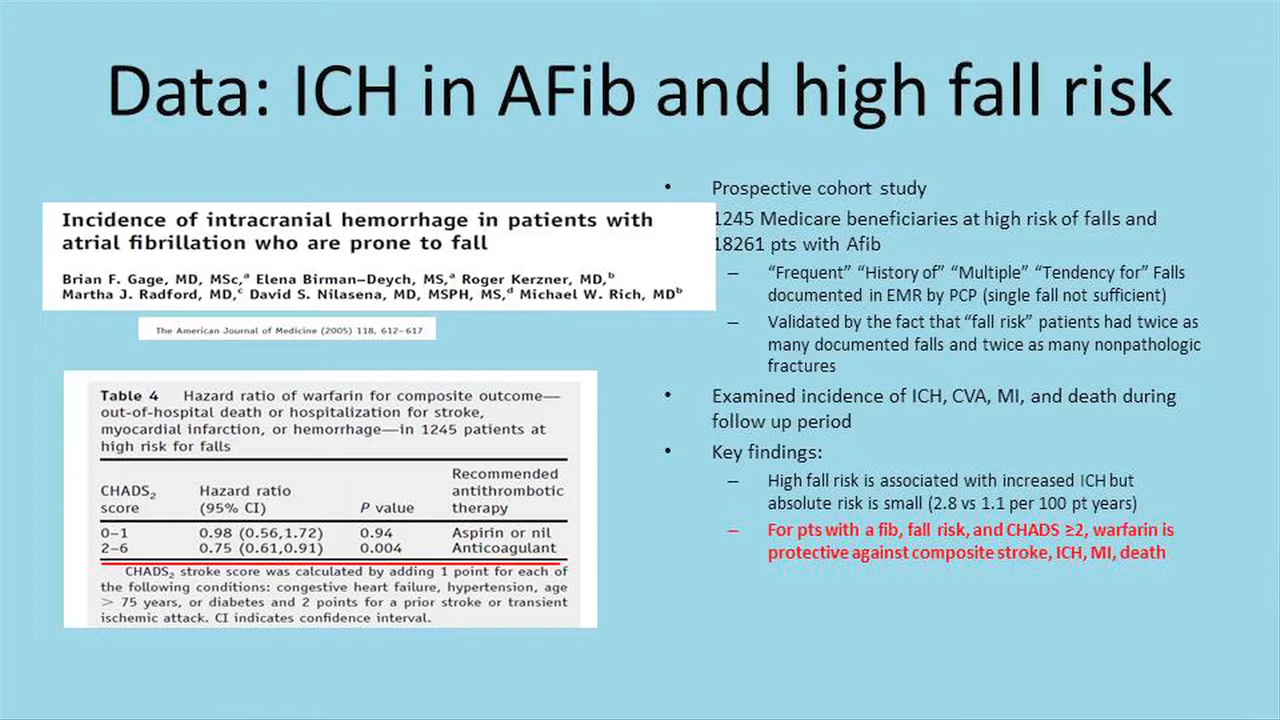 Data: ICH in AFib and high fall risk
Incidence of intracranial hemorrhage in patients with
atrial fibrillation who are prone to fall
Brian F. Gage, MD, MSc,a Elena Birman-Deych, MS,a Roger Kerzner, MD,b
Martha J. Radford, MD,c David S. Nilasena, MD, MSPH, MS,d Michael W. Rich, MDb
The American Journal of Medicine (2005) 118, 612-617
Table 4 Hazard ratio of warfarin for composite outcome—
out-of-hospital death or hospitalization for stroke,
myocardial infarction, or hemorrhage—in 1245 patients at
high risk for falls
CHADS2 score Hazard ratio (95% CI) P value Recommended antithrombotic therapy
0–1 0.98 (0.56,1.72) 0.94 Aspirin or nil
2–6 0.75 (0.61,0.91) 0.004 Anticoagulant
CHADS2 stroke score was calculated by adding 1 point for each of
the following conditions: congestive heart failure, hypertension, age
> 75 years, or diabetes and 2 points for a prior stroke or transient
ischemic attack. CI indicates confidence interval.
• Prospective cohort study
1245 Medicare beneficiaries at high risk of falls and
18261 pts with Afib
– “Frequent” “History of” “Multiple” “Tendency for” Falls
documented in EMR by PCP (single fall not sufficient)
– Validated by the fact that “fall risk” patients had twice as
many documented falls and twice as many nonpathologic
fractures
• Examined incidence of ICH, CVA, MI, and death during
follow up period
• Key findings:
– High fall risk is associated with increased ICH but
absolute risk is small (2.8 vs 1.1 per 100 pt years)
– For pts with a fib, fall risk, and CHADS ≥2, warfarin is
protective against composite stroke, ICH, MI, death